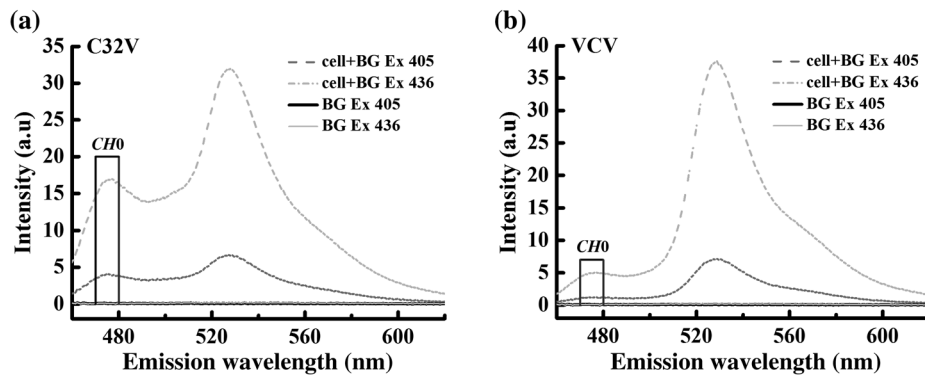 (a)
C32V
cell+BG Ex 405
cell+BG Ex 436
BG Ex 405
BG Ex 436
CH0
Intensity (a.u)
35
30
25
20
15
10
5
0
480 520 560 600
Emission wavelength (nm)
(b)
VCV
cell+BG Ex 405
cell+BG Ex 436
BG Ex 405
BG Ex 436
CH0
Intensity (a.u)
40
35
30
25
20
15
10
5
0
480 520 560 600
Emission wavelength (nm)